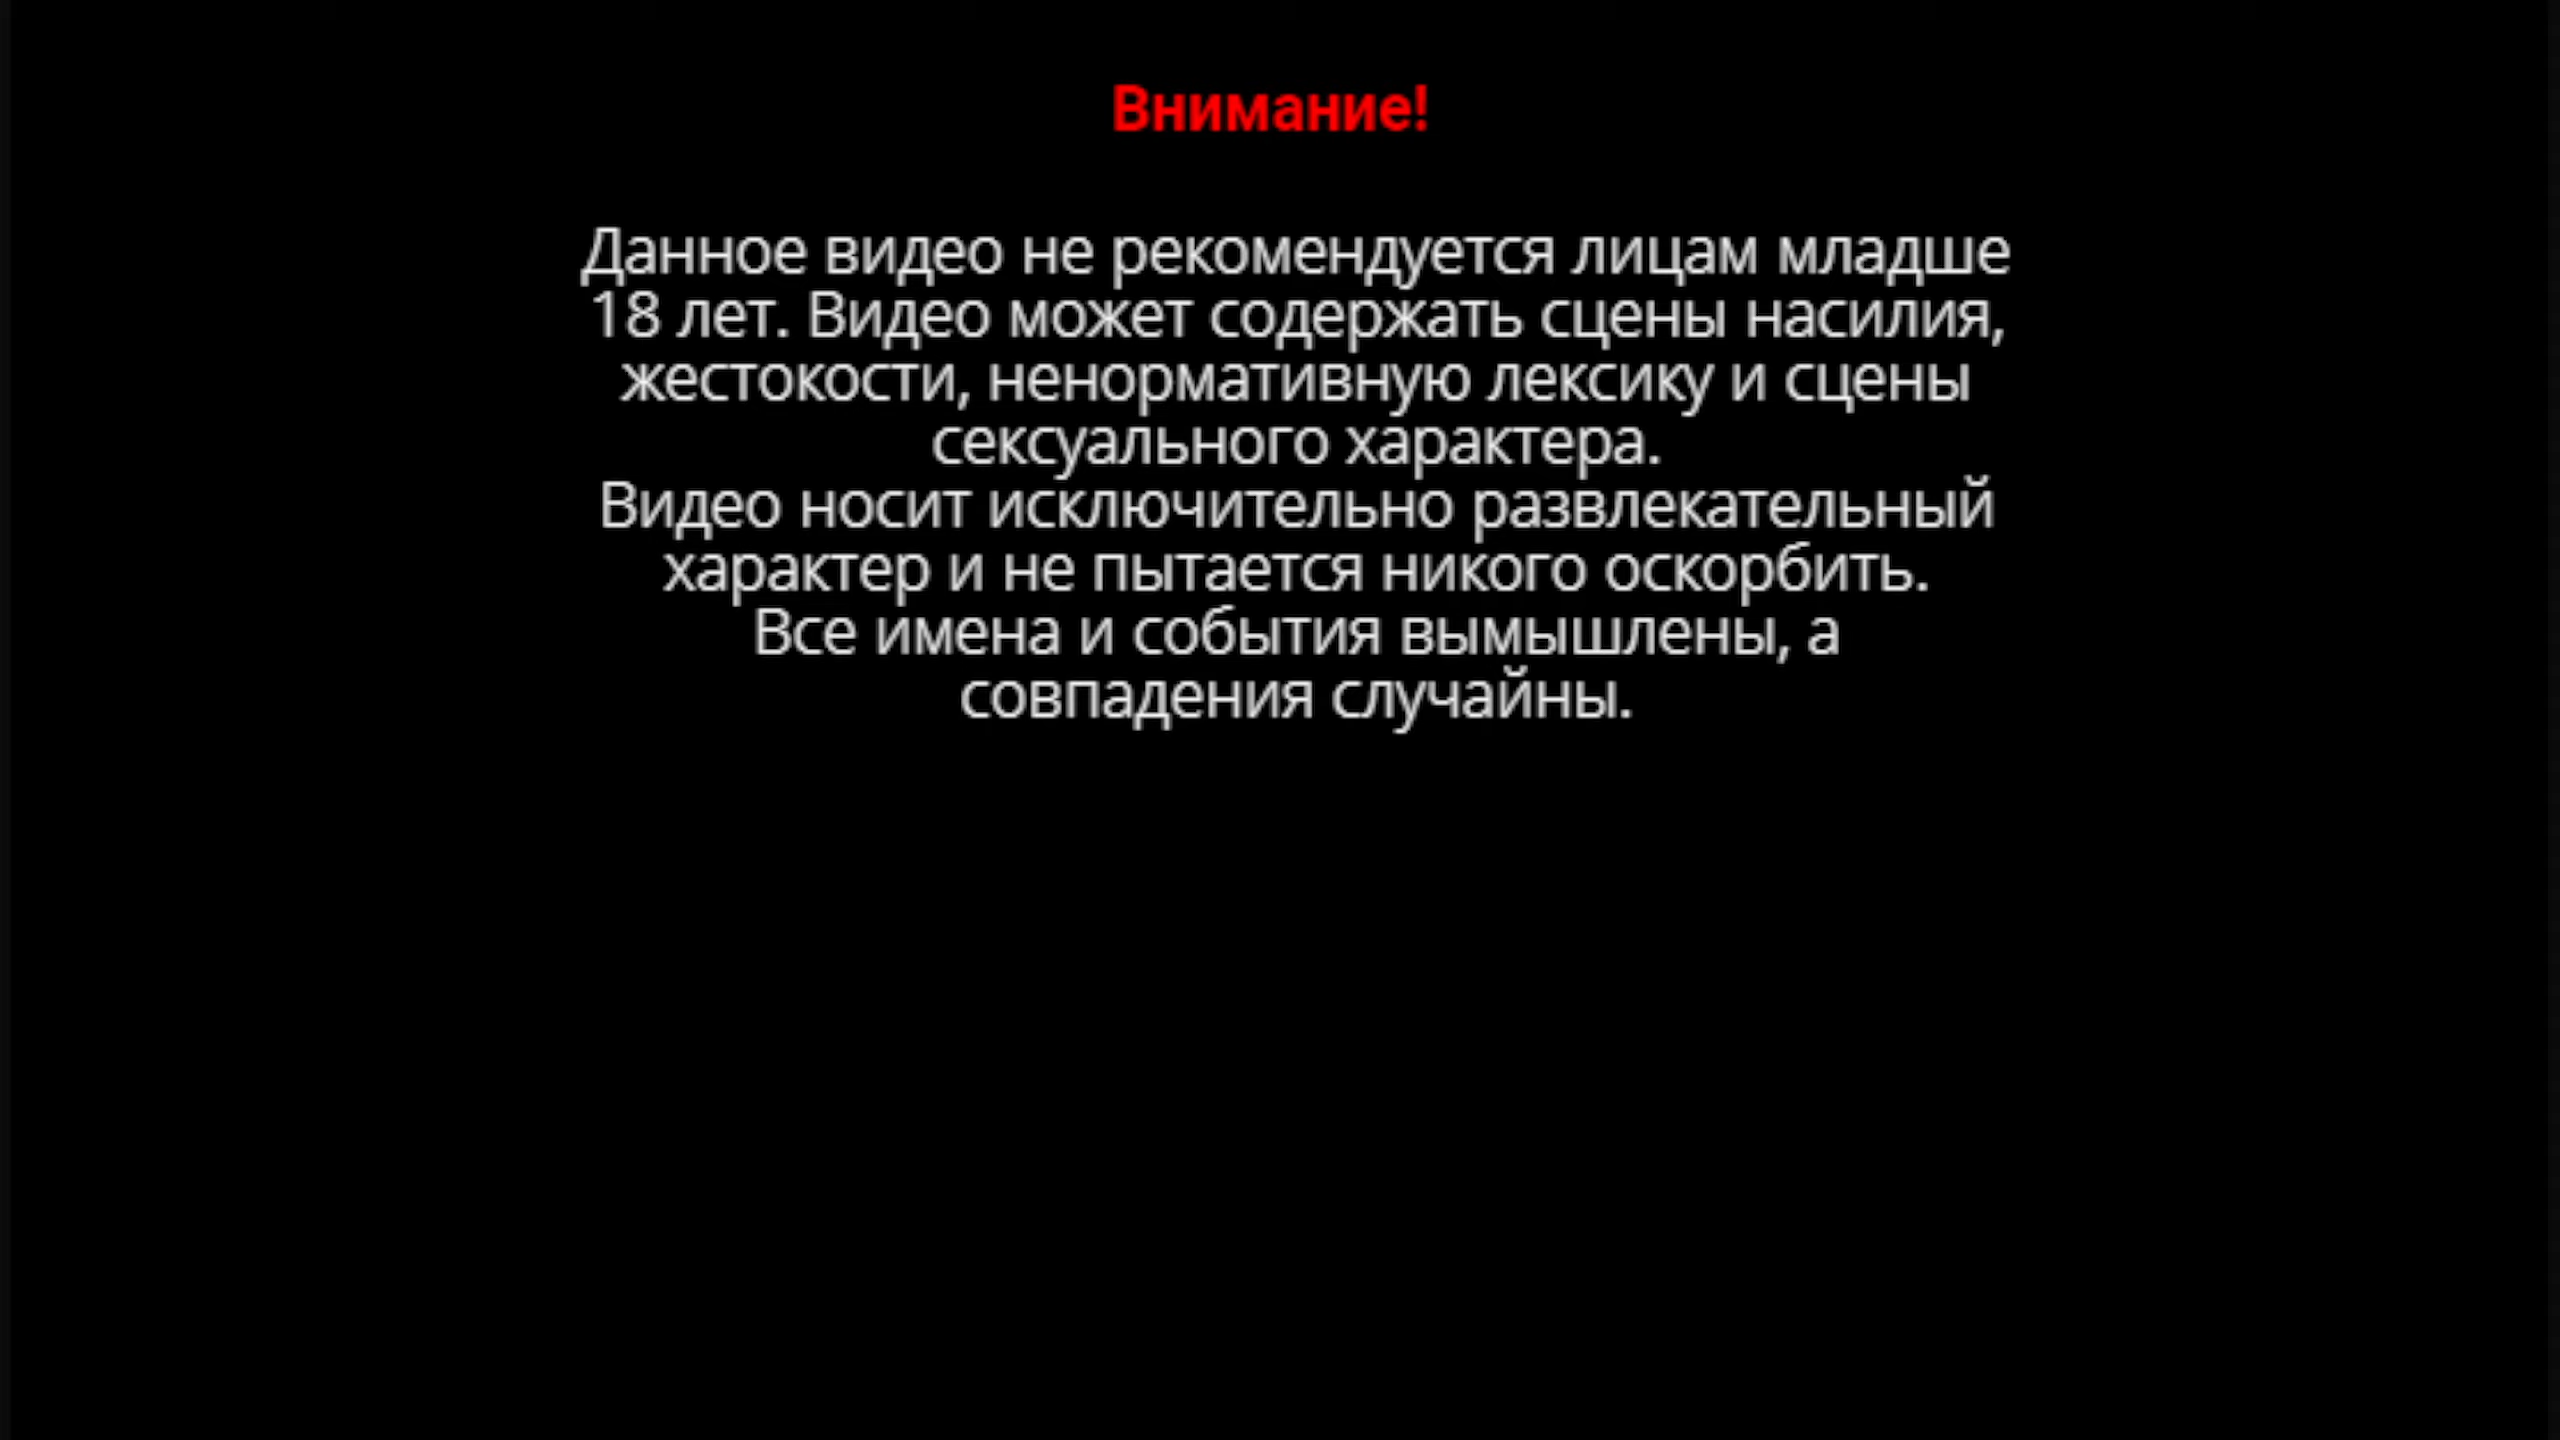 Внимание!
Данное видео не рекомендуется лицам младше
18 лет. Видео может содержать сцены насилия,
жестокости, ненормативную лексику и сцены
сексуального характера.
Видео носит исключительно развлекательный
характер и не пытается никого оскорбить.
Все имена и события вымышлены, а
совпадения случайны.